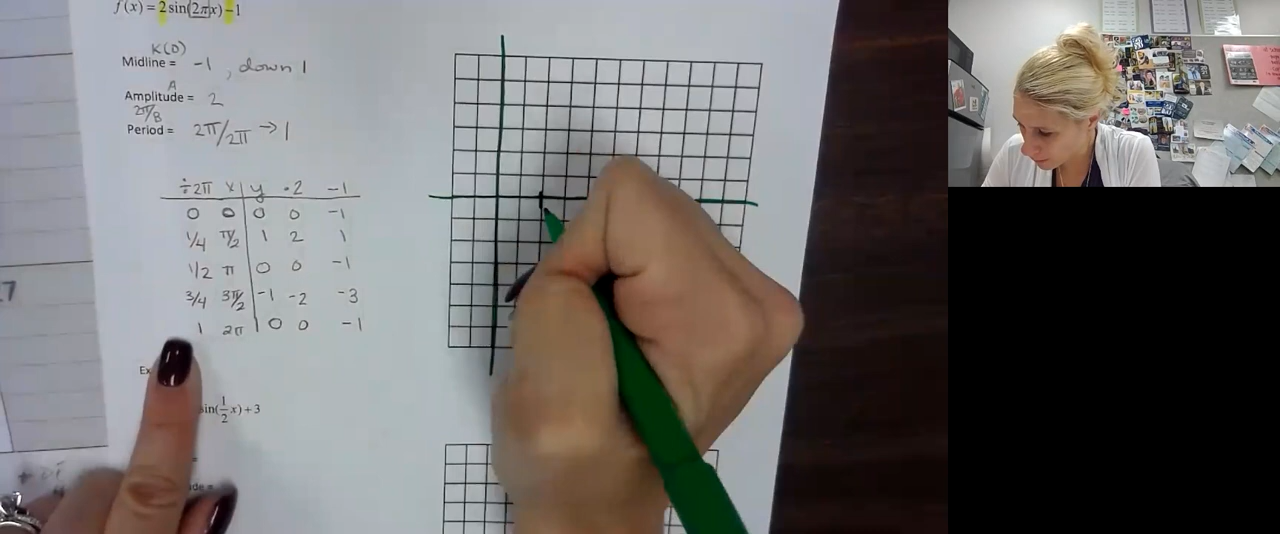 f(x) = 2 sin(2πx) − 1
K(D)
Midline = -1, down 1
A
Amplitude = 2
2π/B
Period = 2π/2π → 1
÷2π x y ·2 -1
0 0 0 0 -1
1/4 π/2 1 2 1
1/2 π 0 0 -1
3/4 3π/2 -1 -2 -3
1 2π 0 0 -1
Ex
sin(1/2 x) + 3
=
de =